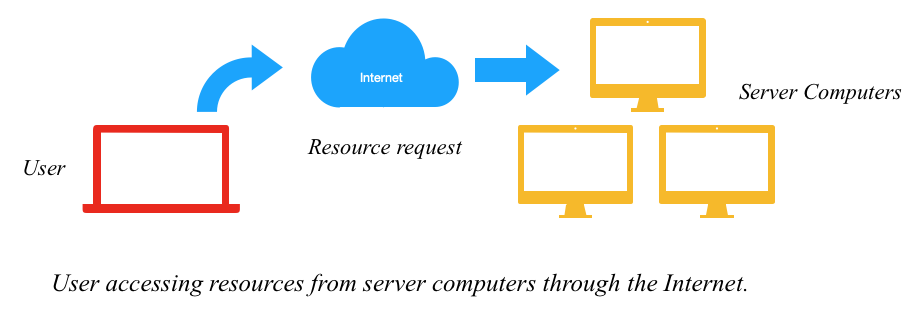 Internet
Server Computers
Resource request
User
User accessing resources from server computers through the Internet.